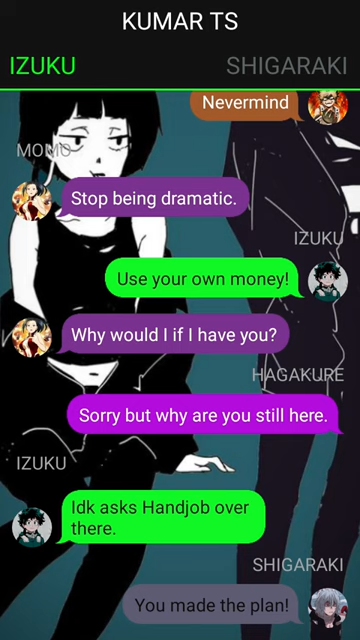 KUMAR TS
IZUKU
SHIGARAKI
Nevermind
MOMO
Stop being dramatic.
IZUKU
Use your own money!
Why would I if I have you?
HAGAKURE
Sorry but why are you still here.
IZUKU
Idk asks Handjob over
there.
SHIGARAKI
You made the plan!